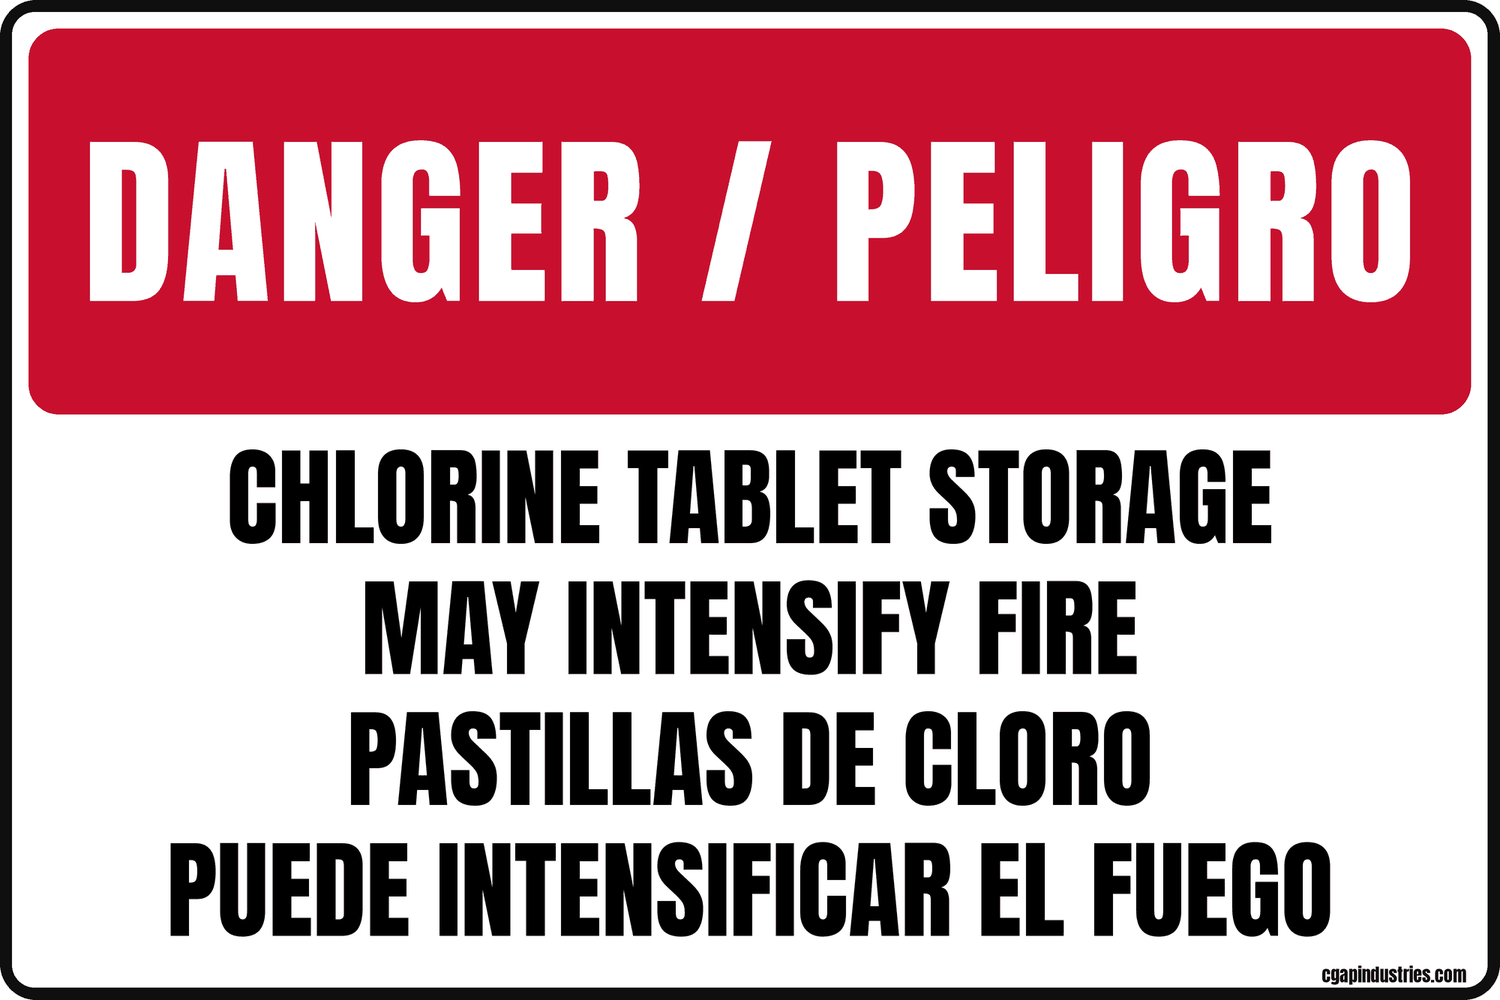 DANGER / PELIGRO
CHLORINE TABLET STORAGE
MAY INTENSIFY FIRE
PASTILLAS DE CLORO
PUEDE INTENSIFICAR EL FUEGO
cgapindustries.com